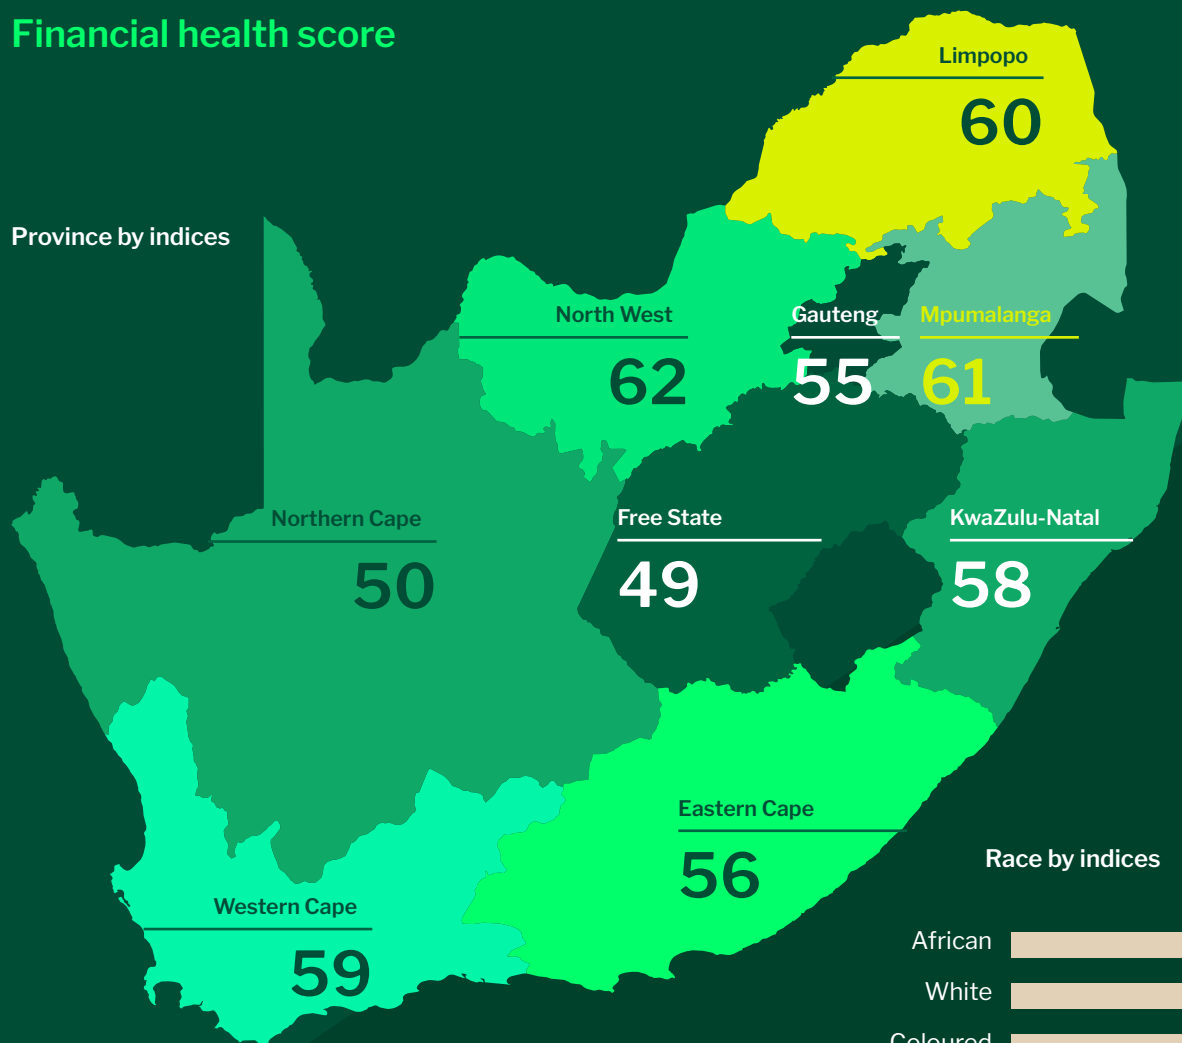 Financial health score
Limpopo
60
Province by indices
North West
62
Gauteng
55
Mpumalanga
61
Northern Cape
50
Free State
49
KwaZulu-Natal
58
Eastern Cape
56
Western Cape
59
Race by indices
African
White
Coloured